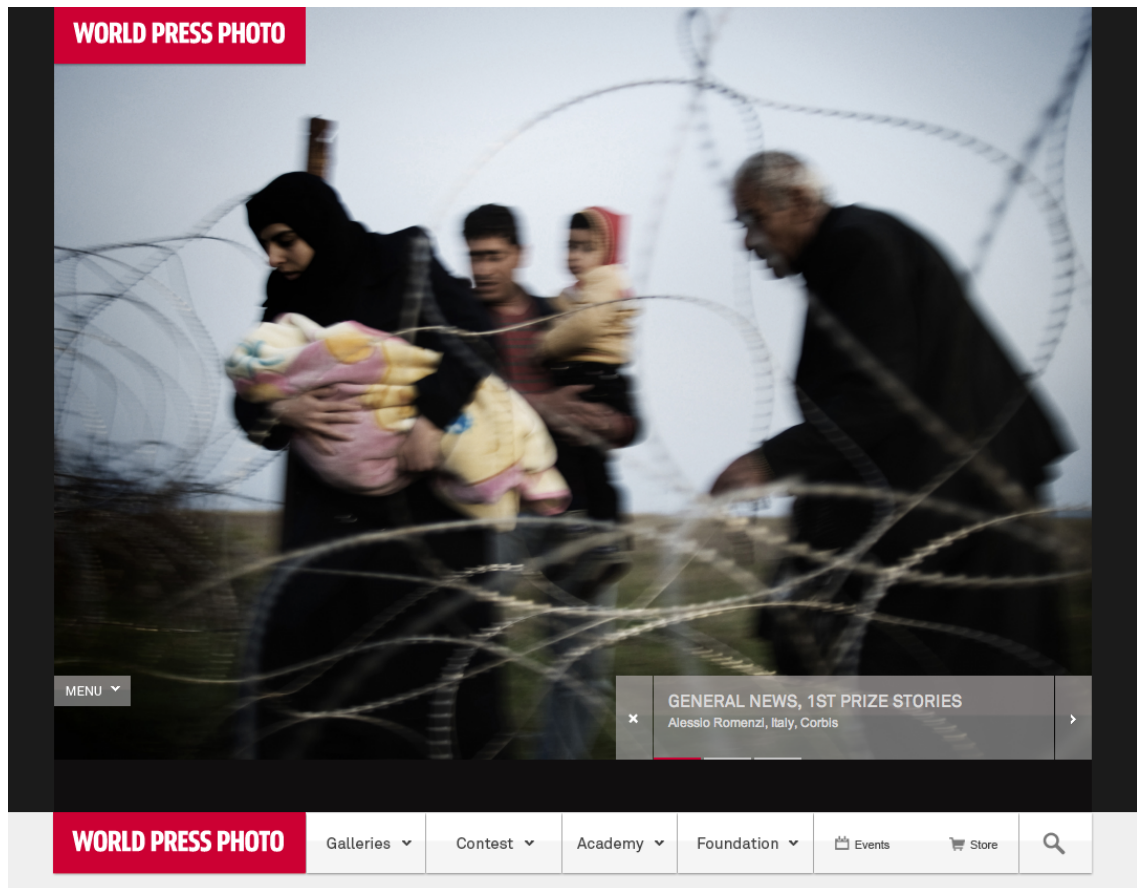 WORLD PRESS PHOTO
MENU
GENERAL NEWS, 1ST PRIZE STORIES
Alessio Romenzi, Italy, Corbis
WORLD PRESS PHOTO
Galleries
Contest
Academy
Foundation
Events
Store